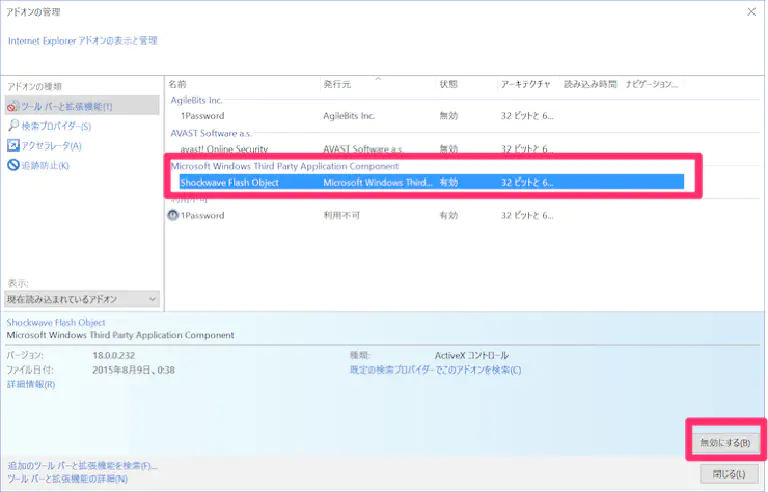 アドオンの管理
Internet Explorer アドオンの表示と管理
アドオンの種類
ツール バーと拡張機能(T)
検索プロバイダー(S)
アクセラレータ(A)
追跡防止(K)
表示:
現在読み込まれているアドオン
名前 発行元 状態 アーキテクチャ 読み込み時間 ナビゲーション...
AgileBits Inc.
1Password AgileBits Inc. 無効 32 ビットと 6...
AVAST Software a.s.
avast! Online Security AVAST Software a.s. 無効 32 ビットと 6...
Microsoft Windows Third Party Application Component
Shockwave Flash Object Microsoft Windows Third... 有効 32 ビットと 6...
利用不可
1Password 利用不可 有効 32 ビットと 6...
Shockwave Flash Object
Microsoft Windows Third Party Application Component
バージョン: 18.0.0.232
ファイル日付: 2015年8月9日、0:38
詳細情報(R)
種類: ActiveX コントロール
既定の検索プロバイダーでこのアドオンを検索(C)
無効にする(B)
追加のツール バーと拡張機能を検索(F)...
ツール バーと拡張機能の詳細(N)
閉じる(L)